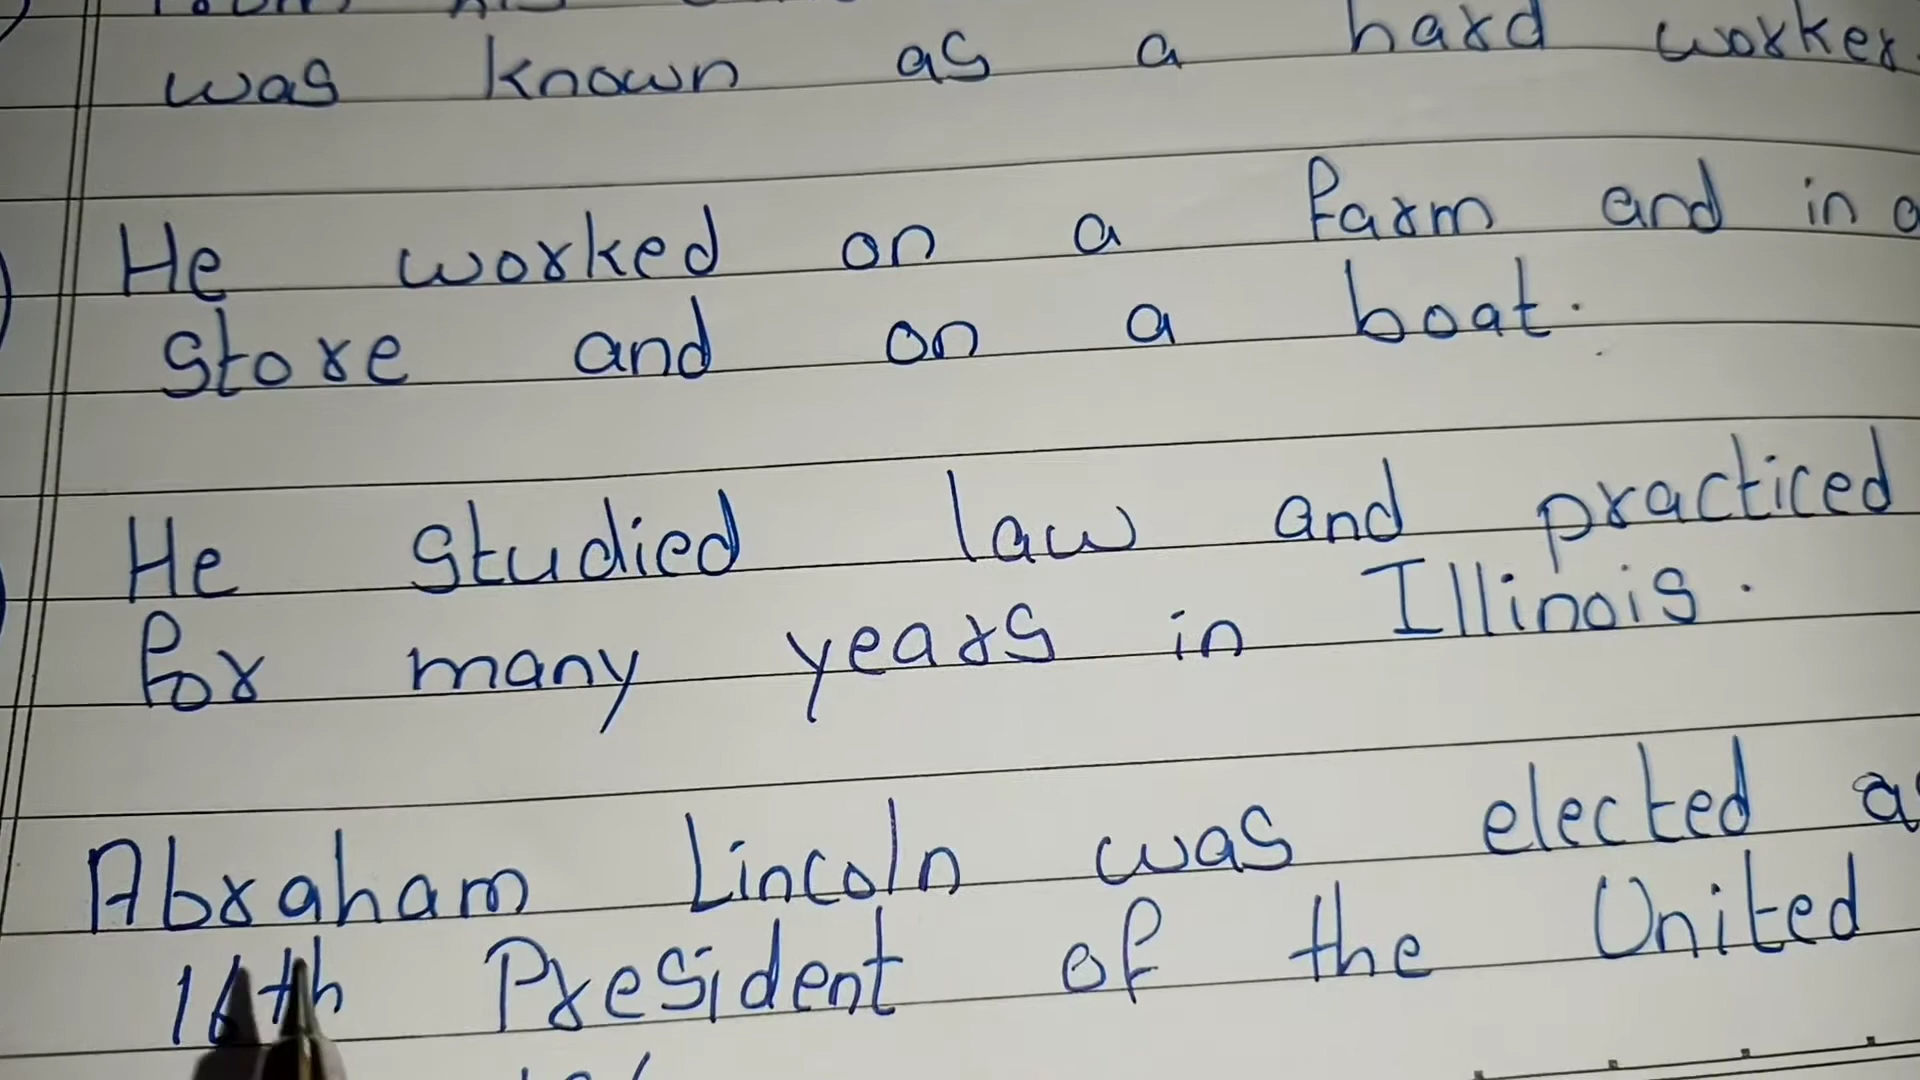 was known as a hard worker.
He worked on a farm and in a
store and on a boat.
He studied law and practiced
for many years in Illinois.
Abraham Lincoln was elected
16th President of the United